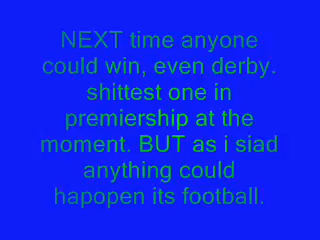 NEXT time anyone
could win, even derby.
shittest one in
premiership at the
moment. BUT as i siad
anything could
hapopen its football.